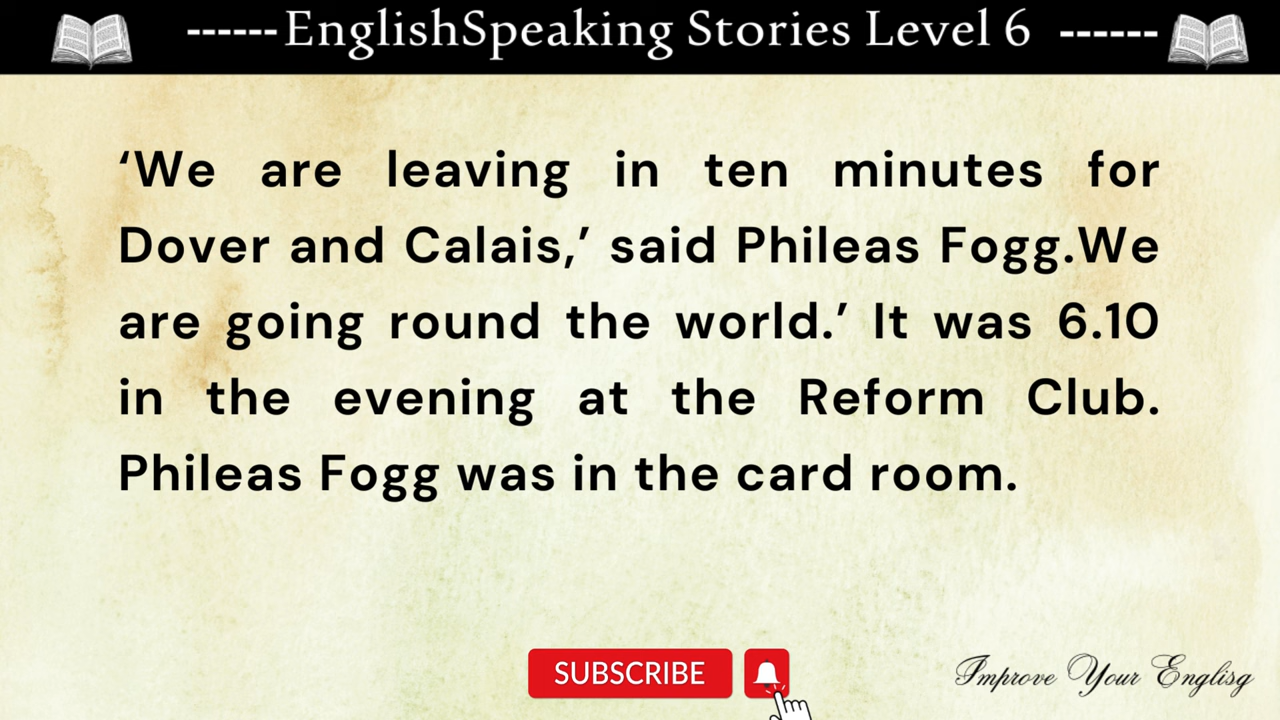 ------EnglishSpeaking Stories Level 6 ------
‘We are leaving in ten minutes for
Dover and Calais,’ said Phileas Fogg.We
are going round the world.’ It was 6.10
in the evening at the Reform Club.
Phileas Fogg was in the card room.
SUBSCRIBE
Improve Your Englisg